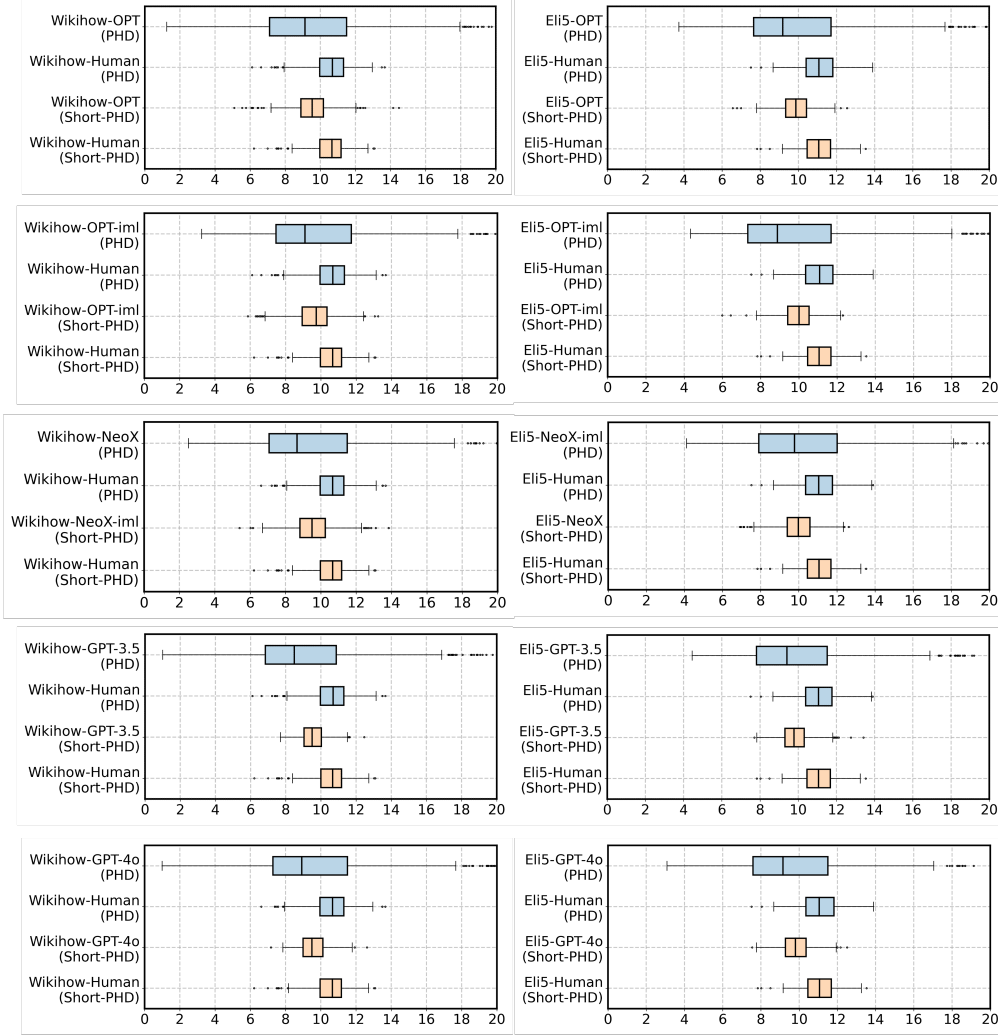 Wikihow-OPT
(PHD)
Wikihow-Human
(PHD)
Wikihow-OPT
(Short-PHD)
Wikihow-Human
(Short-PHD)
0 2 4 6 8 10 12 14 16 18 20
Eli5-OPT
(PHD)
Eli5-Human
(PHD)
Eli5-OPT
(Short-PHD)
Eli5-Human
(Short-PHD)
0 2 4 6 8 10 12 14 16 18 20
Wikihow-OPT-iml
(PHD)
Wikihow-Human
(PHD)
Wikihow-OPT-iml
(Short-PHD)
Wikihow-Human
(Short-PHD)
0 2 4 6 8 10 12 14 16 18 20
Eli5-OPT-iml
(PHD)
Eli5-Human
(PHD)
Eli5-OPT-iml
(Short-PHD)
Eli5-Human
(Short-PHD)
0 2 4 6 8 10 12 14 16 18 20
Wikihow-NeoX
(PHD)
Wikihow-Human
(PHD)
Wikihow-NeoX-iml
(Short-PHD)
Wikihow-Human
(Short-PHD)
0 2 4 6 8 10 12 14 16 18 20
Eli5-NeoX-iml
(PHD)
Eli5-Human
(PHD)
Eli5-NeoX
(Short-PHD)
Eli5-Human
(Short-PHD)
0 2 4 6 8 10 12 14 16 18 20
Wikihow-GPT-3.5
(PHD)
Wikihow-Human
(PHD)
Wikihow-GPT-3.5
(Short-PHD)
Wikihow-Human
(Short-PHD)
0 2 4 6 8 10 12 14 16 18 20
Eli5-GPT-3.5
(PHD)
Eli5-Human
(PHD)
Eli5-GPT-3.5
(Short-PHD)
Eli5-Human
(Short-PHD)
0 2 4 6 8 10 12 14 16 18 20
Wikihow-GPT-4o
(PHD)
Wikihow-Human
(PHD)
Wikihow-GPT-4o
(Short-PHD)
Wikihow-Human
(Short-PHD)
0 2 4 6 8 10 12 14 16 18 20
Eli5-GPT-4o
(PHD)
Eli5-Human
(PHD)
Eli5-GPT-4o
(Short-PHD)
Eli5-Human
(Short-PHD)
0 2 4 6 8 10 12 14 16 18 20